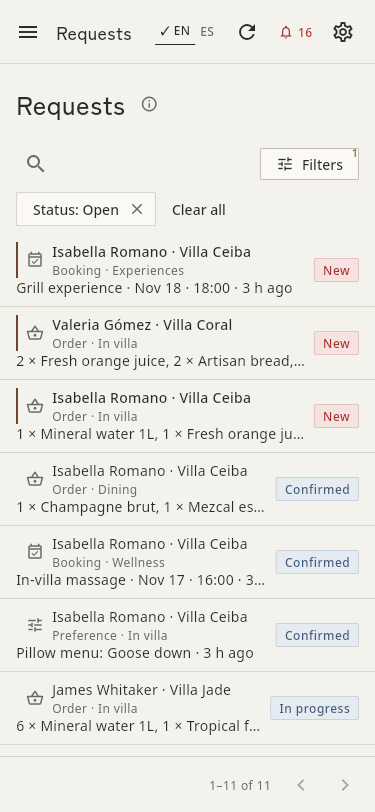 Requests
✓ EN ES
16
Requests
Filters 1
Status: Open
Clear all
Isabella Romano · Villa Ceiba
Booking · Experiences
Grill experience · Nov 18 · 18:00 · 3 h ago
New
Valeria Gómez · Villa Coral
Order · In villa
2 × Fresh orange juice, 2 × Artisan bread,…
New
Isabella Romano · Villa Ceiba
Order · In villa
1 × Mineral water 1L, 1 × Fresh orange ju…
New
Isabella Romano · Villa Ceiba
Order · Dining
1 × Champagne brut, 1 × Mezcal es…
Confirmed
Isabella Romano · Villa Ceiba
Booking · Wellness
In-villa massage · Nov 17 · 16:00 · 3…
Confirmed
Isabella Romano · Villa Ceiba
Preference · In villa
Pillow menu: Goose down · 3 h ago
Confirmed
James Whitaker · Villa Jade
Order · In villa
6 × Mineral water 1L, 1 × Tropical f…
In progress
1–11 of 11